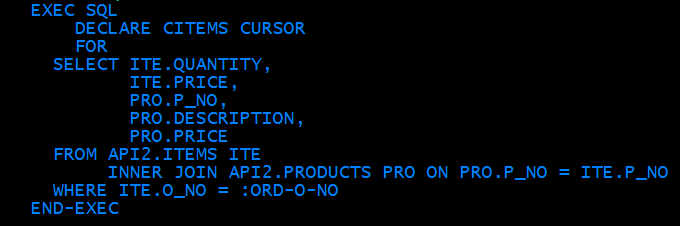 EXEC SQL
DECLARE CITEMS CURSOR
FOR
SELECT ITE.QUANTITY,
ITE.PRICE,
PRO.P_NO,
PRO.DESCRIPTION,
PRO.PRICE
FROM API2.ITEMS ITE
INNER JOIN API2.PRODUCTS PRO ON PRO.P_NO = ITE.P_NO
WHERE ITE.O_NO = :ORD-O-NO
END-EXEC